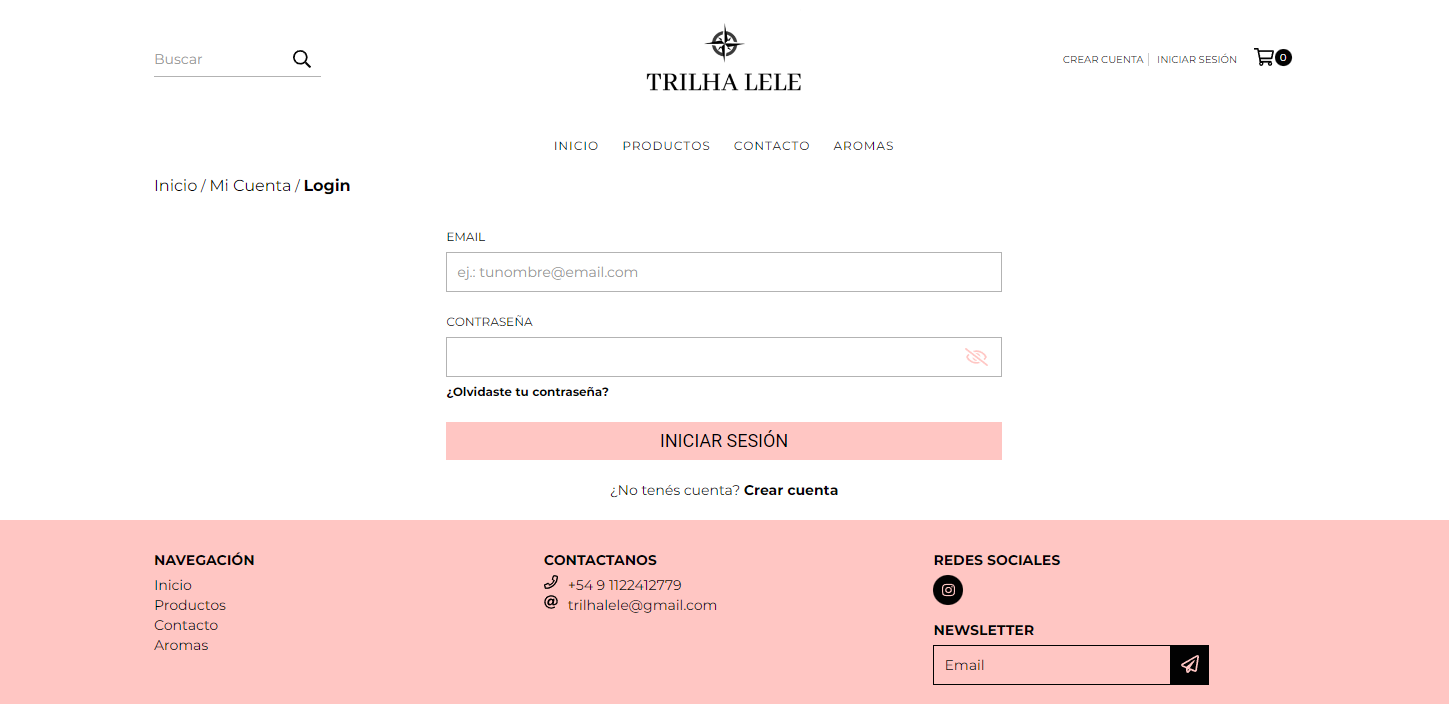 Buscar
TRILHA LELE
CREAR CUENTA
INICIAR SESIÓN
0
INICIO PRODUCTOS CONTACTO AROMAS
Inicio / Mi Cuenta / Login
EMAIL
ej.: tunombre@email.com
CONTRASEÑA
¿Olvidaste tu contraseña?
INICIAR SESIÓN
¿No tenés cuenta? Crear cuenta
NAVEGACIÓN
Inicio
Productos
Contacto
Aromas
CONTACTANOS
+54 9 1122412779
trilhalele@gmail.com
REDES SOCIALES
NEWSLETTER
Email